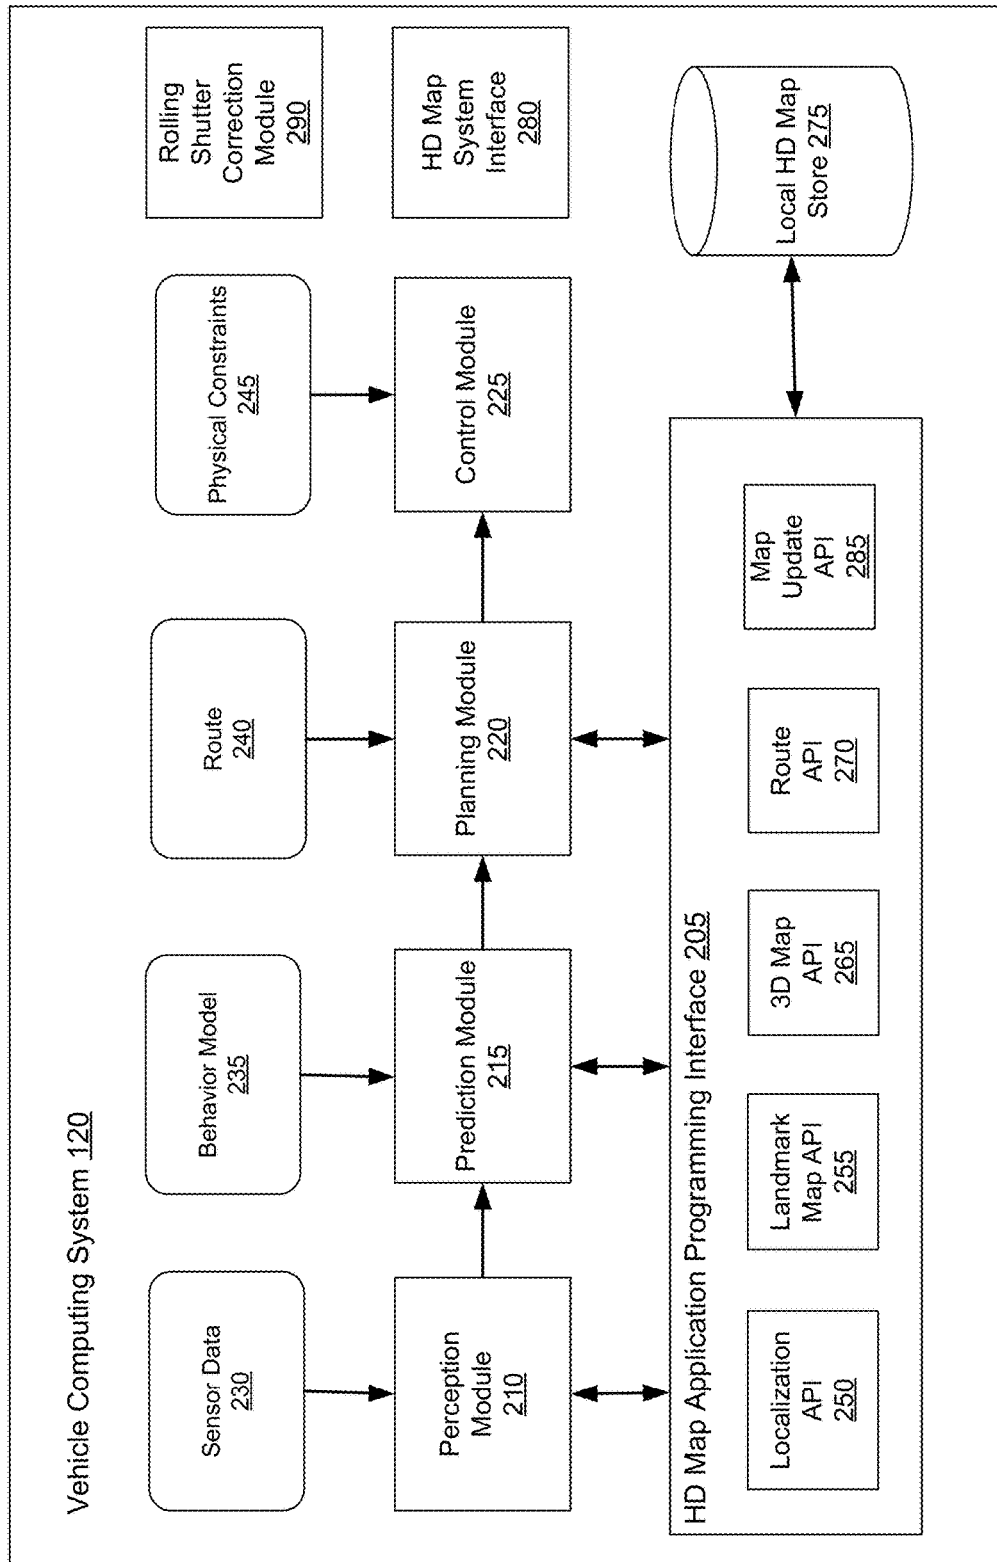 Vehicle Computing System 120
Sensor Data
230
Behavior Model
235
Route
240
Physical Constraints
245
Rolling
Shutter
Correction
Module
290
Perception
Module
210
Prediction Module
215
Planning Module
220
Control Module
225
HD Map
System
Interface
280
HD Map Application Programming Interface 205
Localization
API
250
Landmark
Map API
255
3D Map
API
265
Route
API
270
Map
Update
API
285
Local HD Map
Store 275